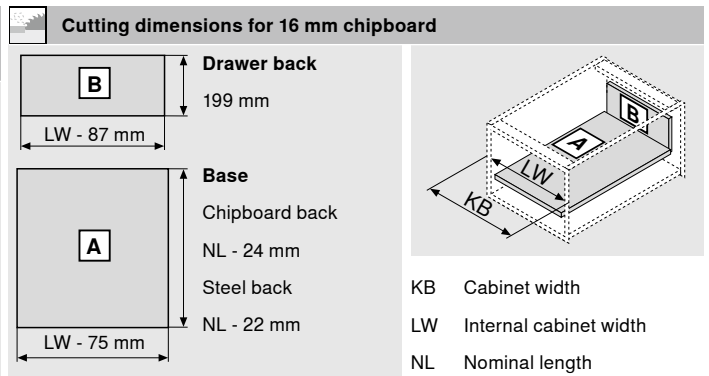 Cutting dimensions for 16 mm chipboard
B
Drawer back
199 mm
LW - 87 mm
A
Base
Chipboard back
NL - 24 mm
Steel back
NL - 22 mm
LW - 75 mm
B
A
LW
KB
KB Cabinet width
LW Internal cabinet width
NL Nominal length